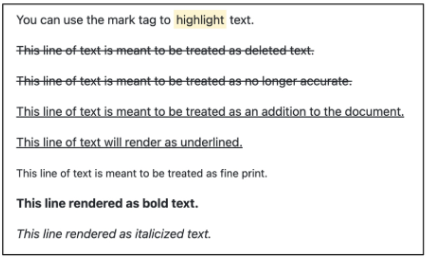 You can use the mark tag to highlight text.
This line of text is meant to be treated as deleted text.
This line of text is meant to be treated as no longer accurate.
This line of text is meant to be treated as an addition to the document.
This line of text will render as underlined.
This line of text is meant to be treated as fine print.
This line rendered as bold text.
This line rendered as italicized text.